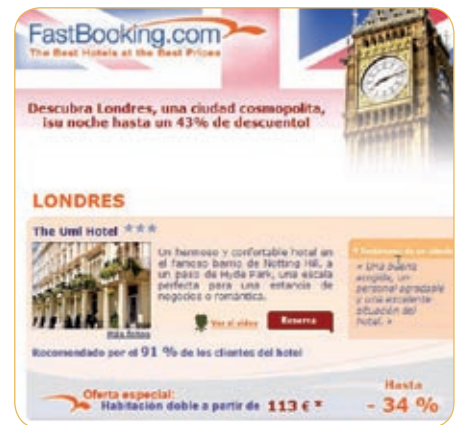 FastBooking.com
The Best Hotels at the Best Prices
Descubra Londres, una ciudad cosmopolita,
¡su noche hasta un 43% de descuento!
LONDRES
The Umi Hotel ***
Un hermoso y confortable hotel en
el famoso barrio de Notting Hill, a
un paso de Hyde Park, una escala
perfecta para una estancia de
negocios o romántica.
Más fotos
Ver el video
Reserva
« Una buena
acogida, un
personal agradable
y una excelente
situación del
hotel. »
Recomendado por el 91 % de los clientes del hotel
Oferta especial:
Habitación doble a partir de 113 € *
Hasta
- 34 %